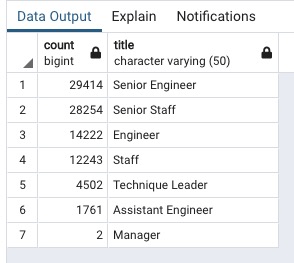 Data Output Explain Notifications
count title
bigint character varying (50)
1 29414 Senior Engineer
2 28254 Senior Staff
3 14222 Engineer
4 12243 Staff
5 4502 Technique Leader
6 1761 Assistant Engineer
7 2 Manager